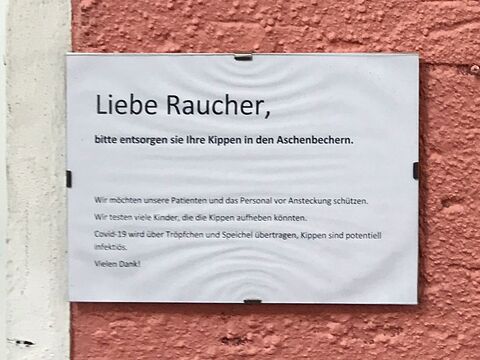 Liebe Raucher,
bitte entsorgen sie Ihre Kippen in den Aschenbechern.
Wir möchten unsere Patienten und das Personal vor Ansteckung schützen.
Wir testen viele Kinder, die die Kippen aufheben könnten.
Covid-19 wird über Tröpfchen und Speichel übertragen, Kippen sind potentiell
infektiös.
Vielen Dank!